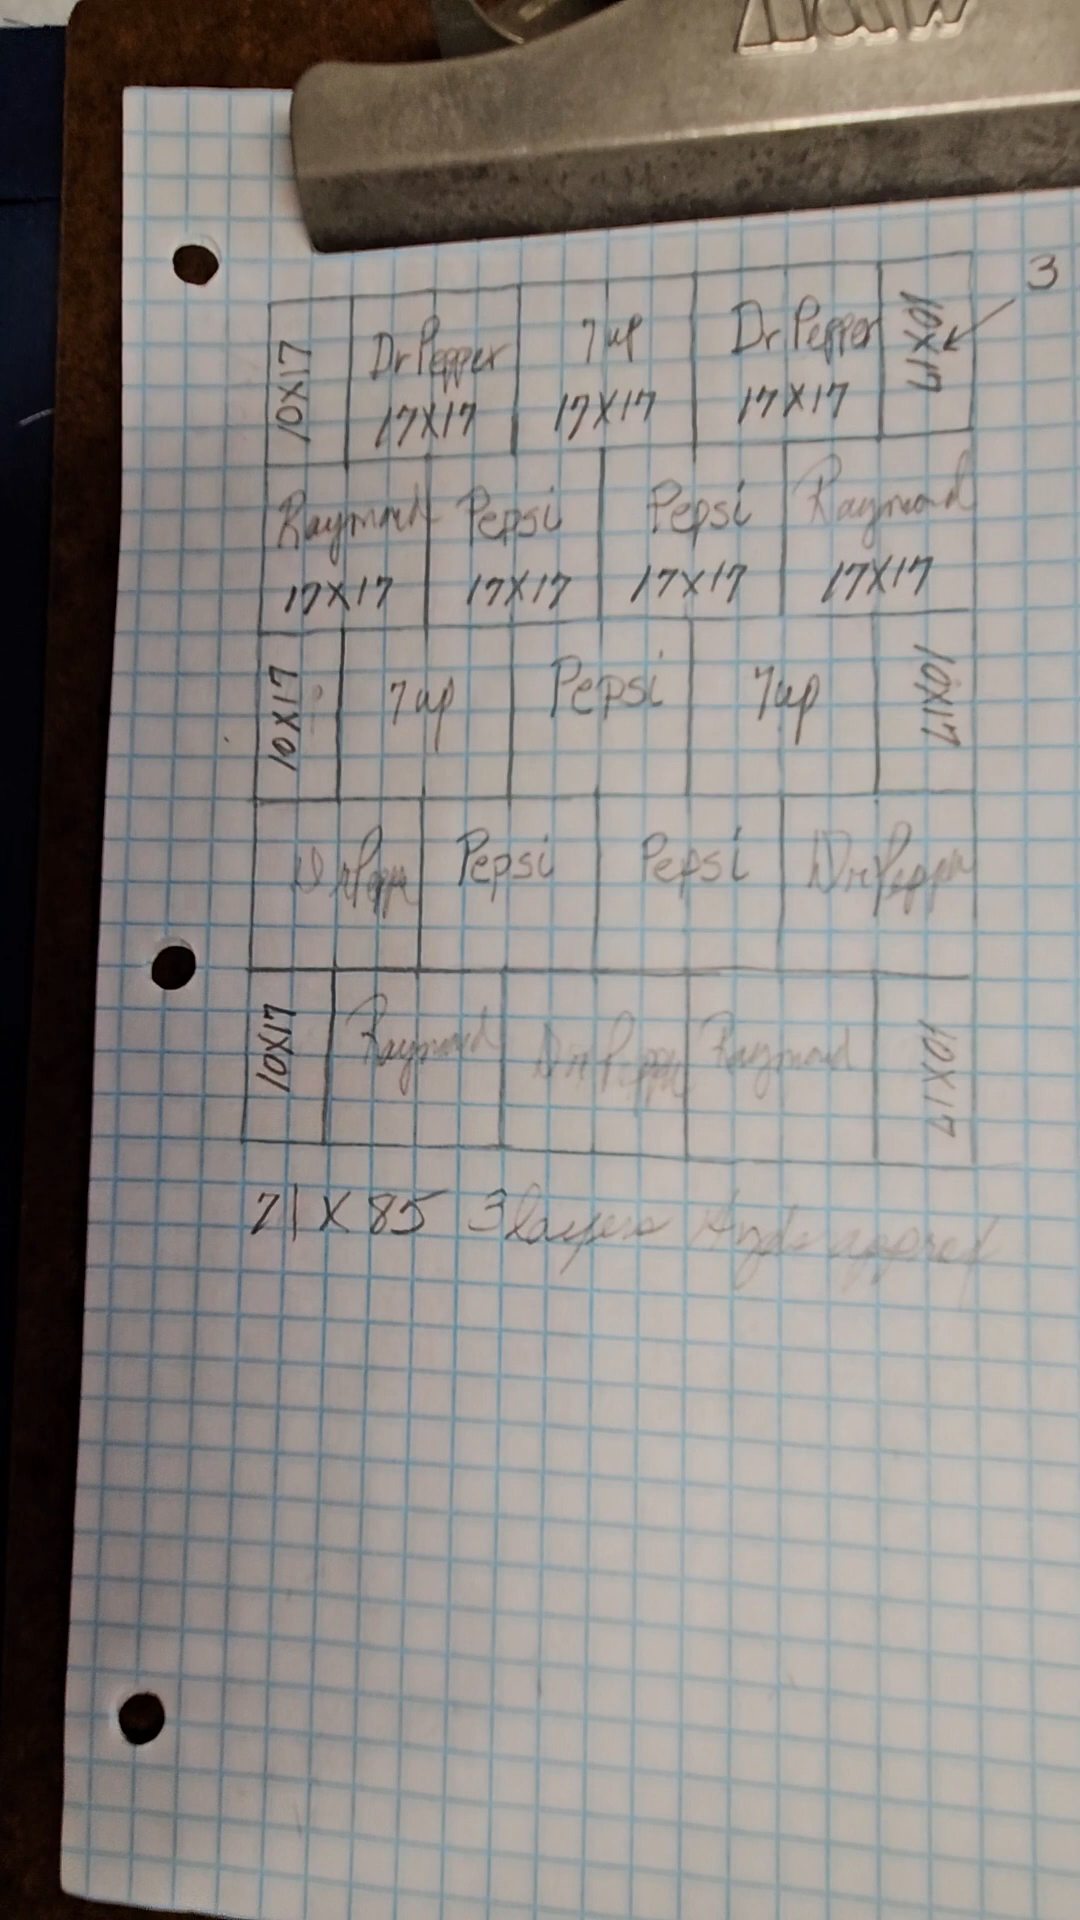 3
10X17 Dr Pepper 7up Dr Pepper 10X17
17X17 17X17 17X17
Raymond Pepsi Pepsi Raymond
17X17 17X17 17X17 17X17
10X17 7up Pepsi 7up 10X17
Dr Peppe Pepsi Pepsi Dr Pepper
10X17 Raymond Dr Pepper Raymond 10X17
71 X 85 3 layers